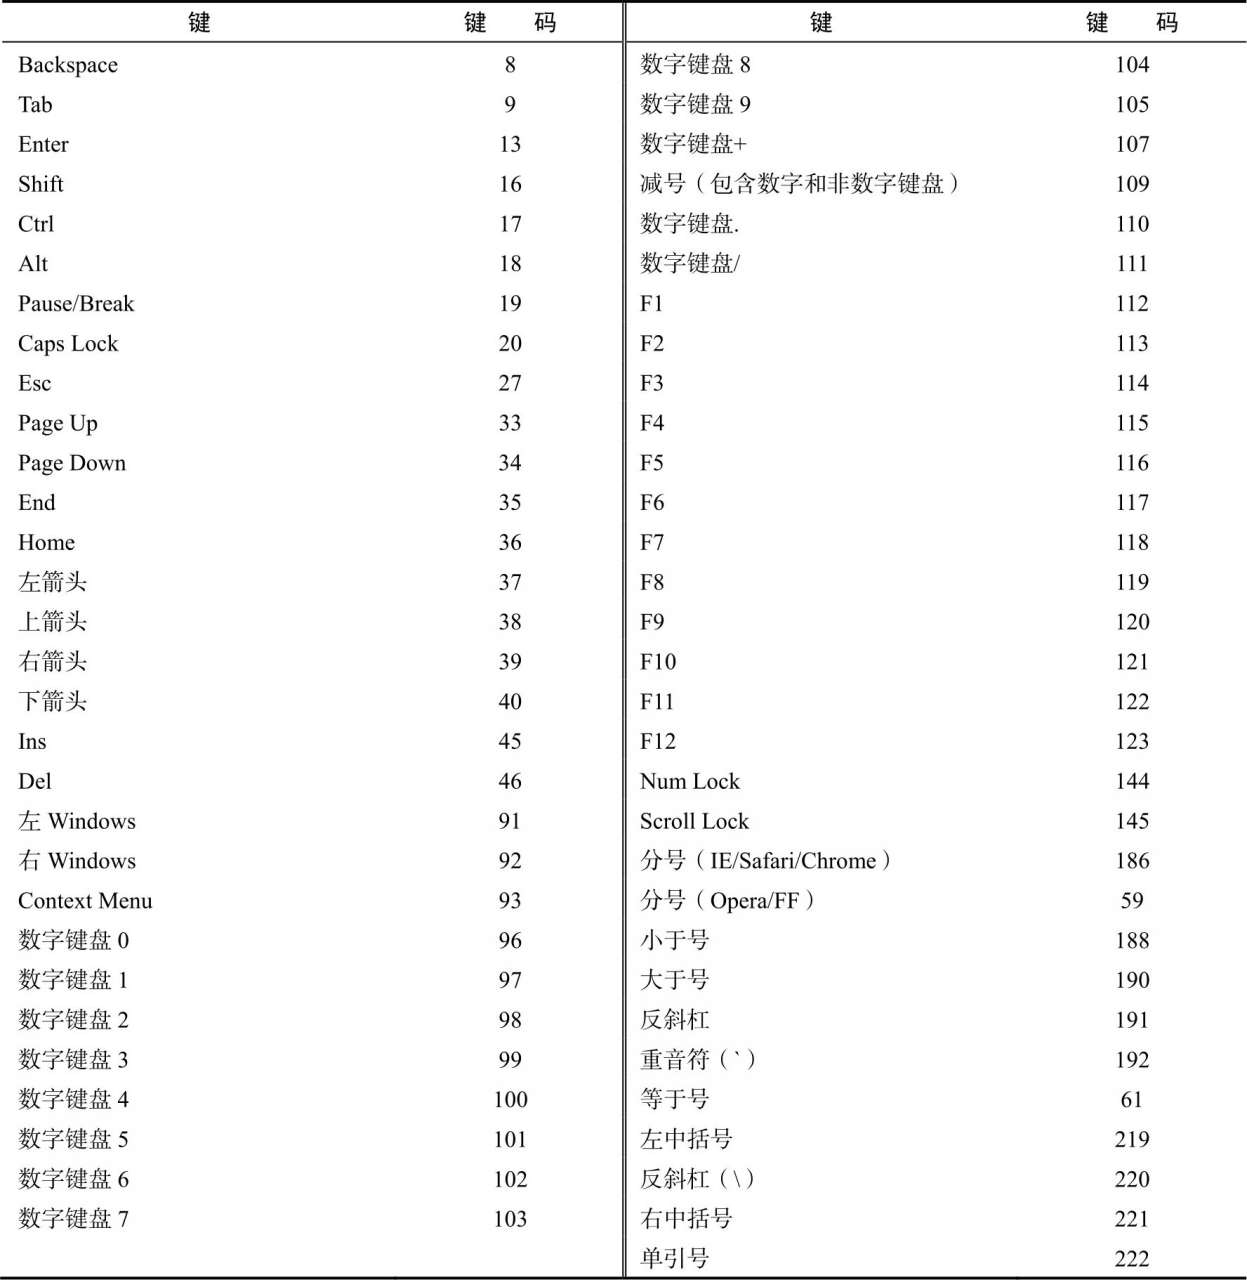 键 键 码 键 键 码
Backspace 8 数字键盘 8 104
Tab 9 数字键盘 9 105
Enter 13 数字键盘+ 107
Shift 16 减号（包含数字和非数字键盘） 109
Ctrl 17 数字键盘. 110
Alt 18 数字键盘/ 111
Pause/Break 19 F1 112
Caps Lock 20 F2 113
Esc 27 F3 114
Page Up 33 F4 115
Page Down 34 F5 116
End 35 F6 117
Home 36 F7 118
左箭头 37 F8 119
上箭头 38 F9 120
右箭头 39 F10 121
下箭头 40 F11 122
Ins 45 F12 123
Del 46 Num Lock 144
左 Windows 91 Scroll Lock 145
右 Windows 92 分号（IE/Safari/Chrome） 186
Context Menu 93 分号（Opera/FF） 59
数字键盘 0 96 小于号 188
数字键盘 1 97 大于号 190
数字键盘 2 98 反斜杠 191
数字键盘 3 99 重音符（`） 192
数字键盘 4 100 等于号 61
数字键盘 5 101 左中括号 219
数字键盘 6 102 反斜杠（\） 220
数字键盘 7 103 右中括号 221
单引号 222